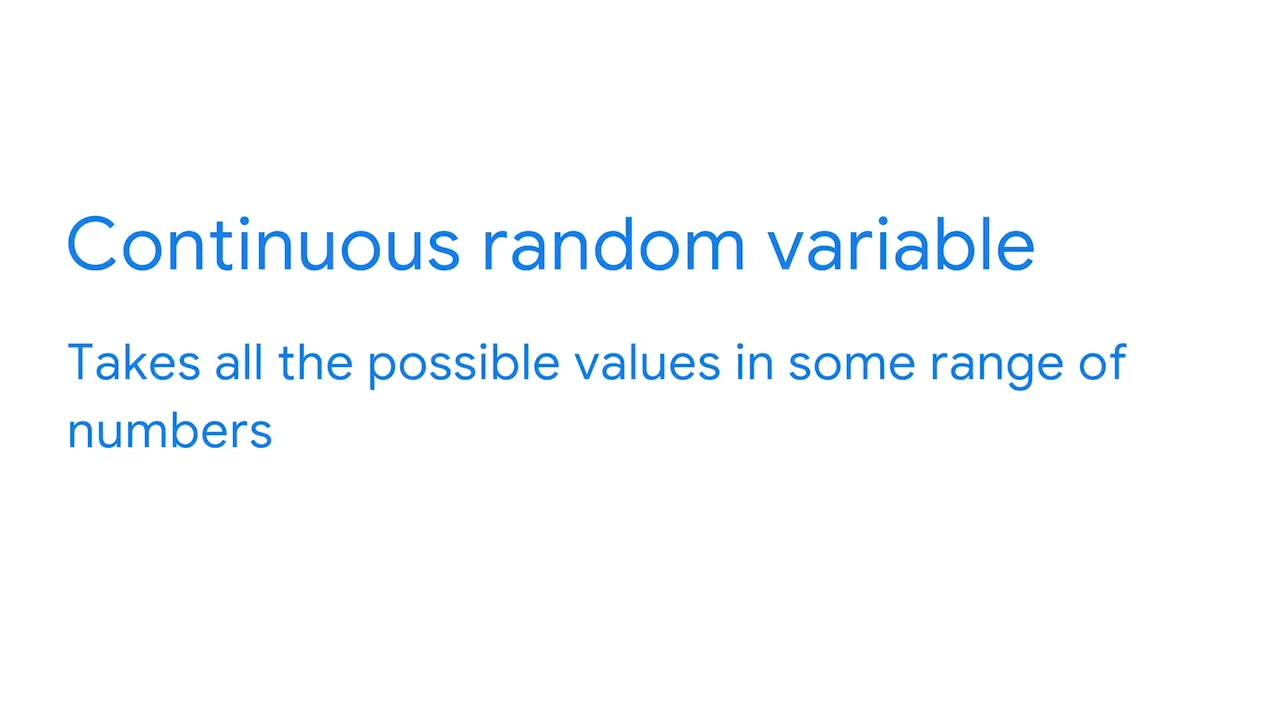 Continuous random variable
Takes all the possible values in some range of
numbers